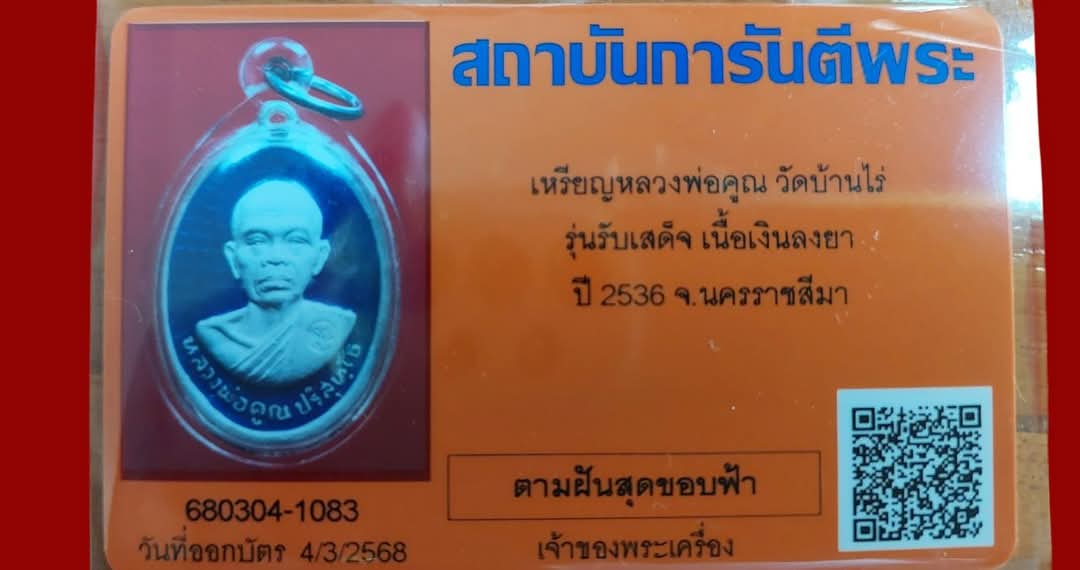 สถาบันการันตีพระ
เหรียญหลวงพ่อคูณ วัดบ้านไร่
รุ่นรับเสด็จ เนื้อเงินลงยา
ปี 2536 จ.นครราชสีมา
หลวงพ่อคูณ ปริสุทฺโธ
ตามฝันสุดขอบฟ้า
680304-1083
วันที่ออกบัตร 4/3/2568
เจ้าของพระเครื่อง